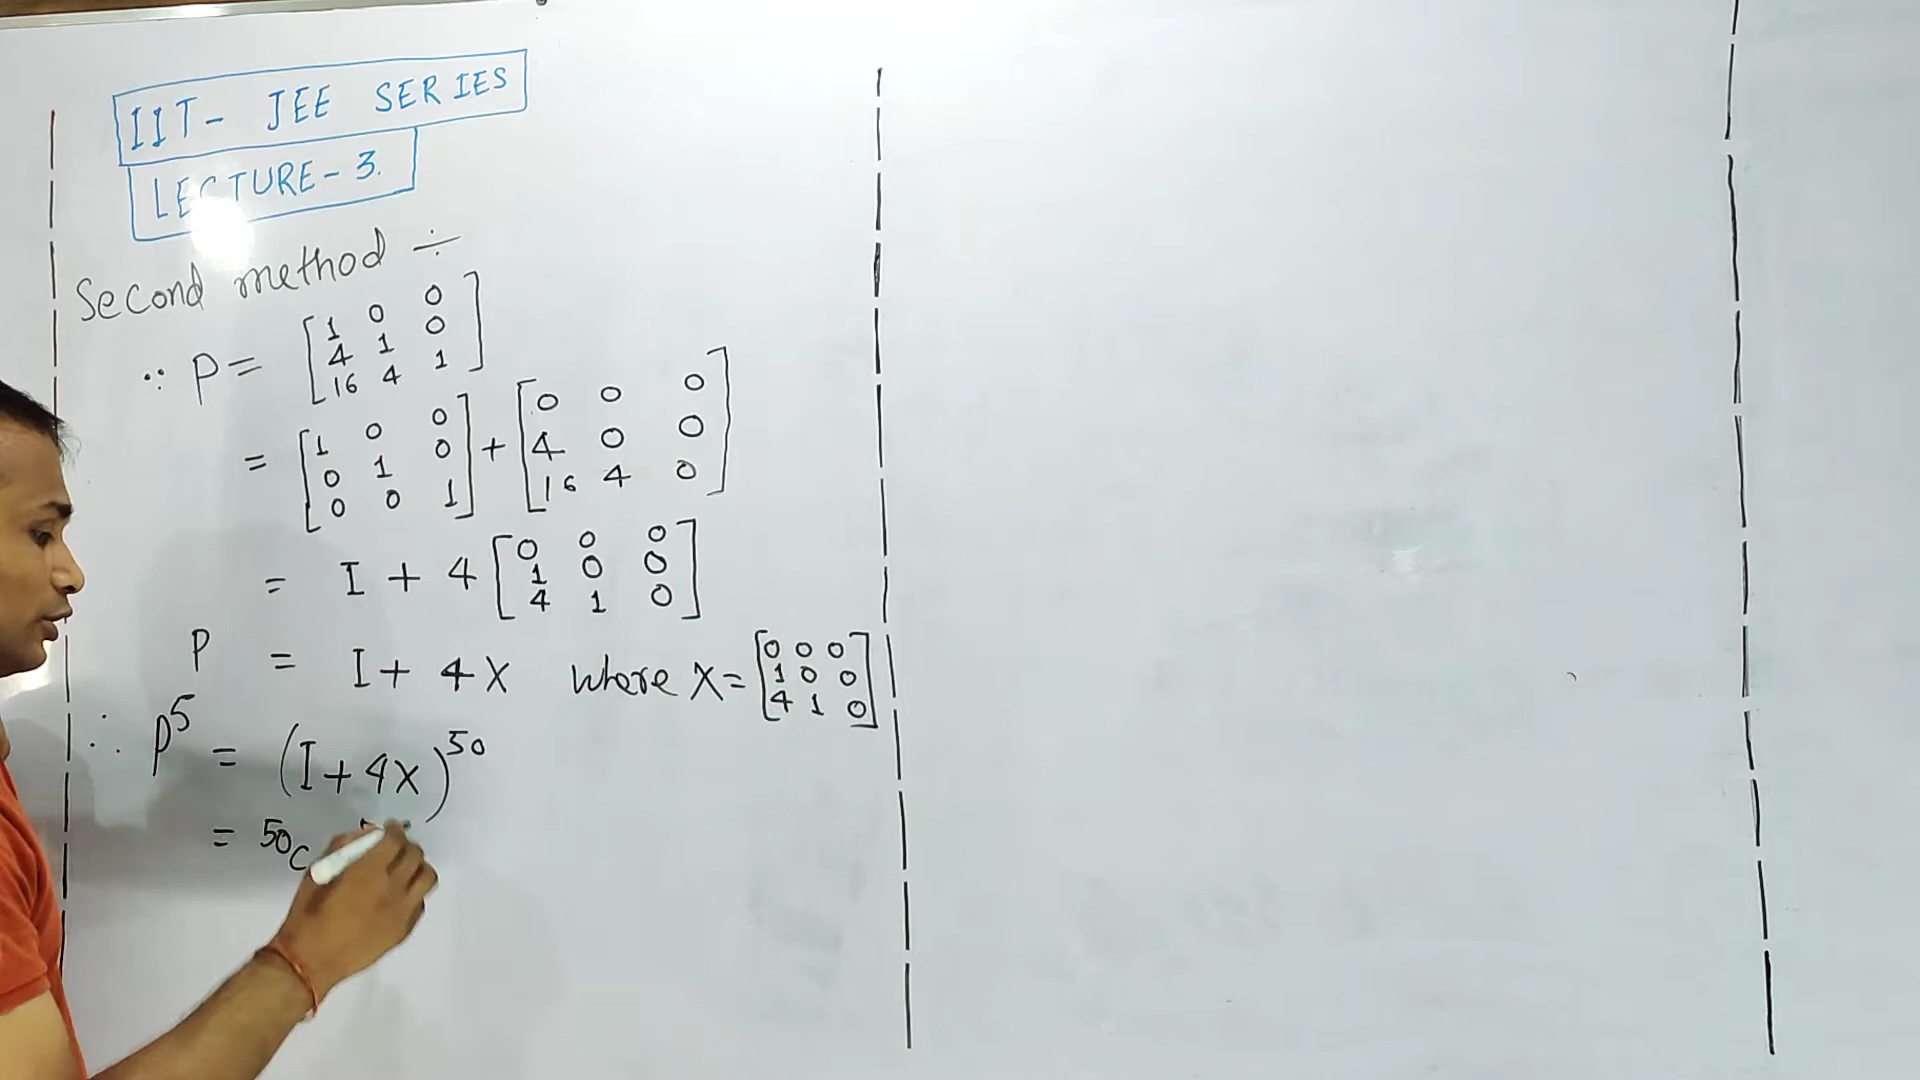 IIT- JEE SERIES
LECTURE-3.
Second method ÷
∵ P = [1 0 0; 4 1 0; 16 4 1]
= [1 0 0; 0 1 0; 0 0 1] + [0 0 0; 4 0 0; 16 4 0]
= I + 4 [0 0 0; 1 0 0; 4 1 0]
P = I + 4X where X = [0 0 0; 1 0 0; 4 1 0]
∴ P^5 = (I + 4X)^50
= 50C